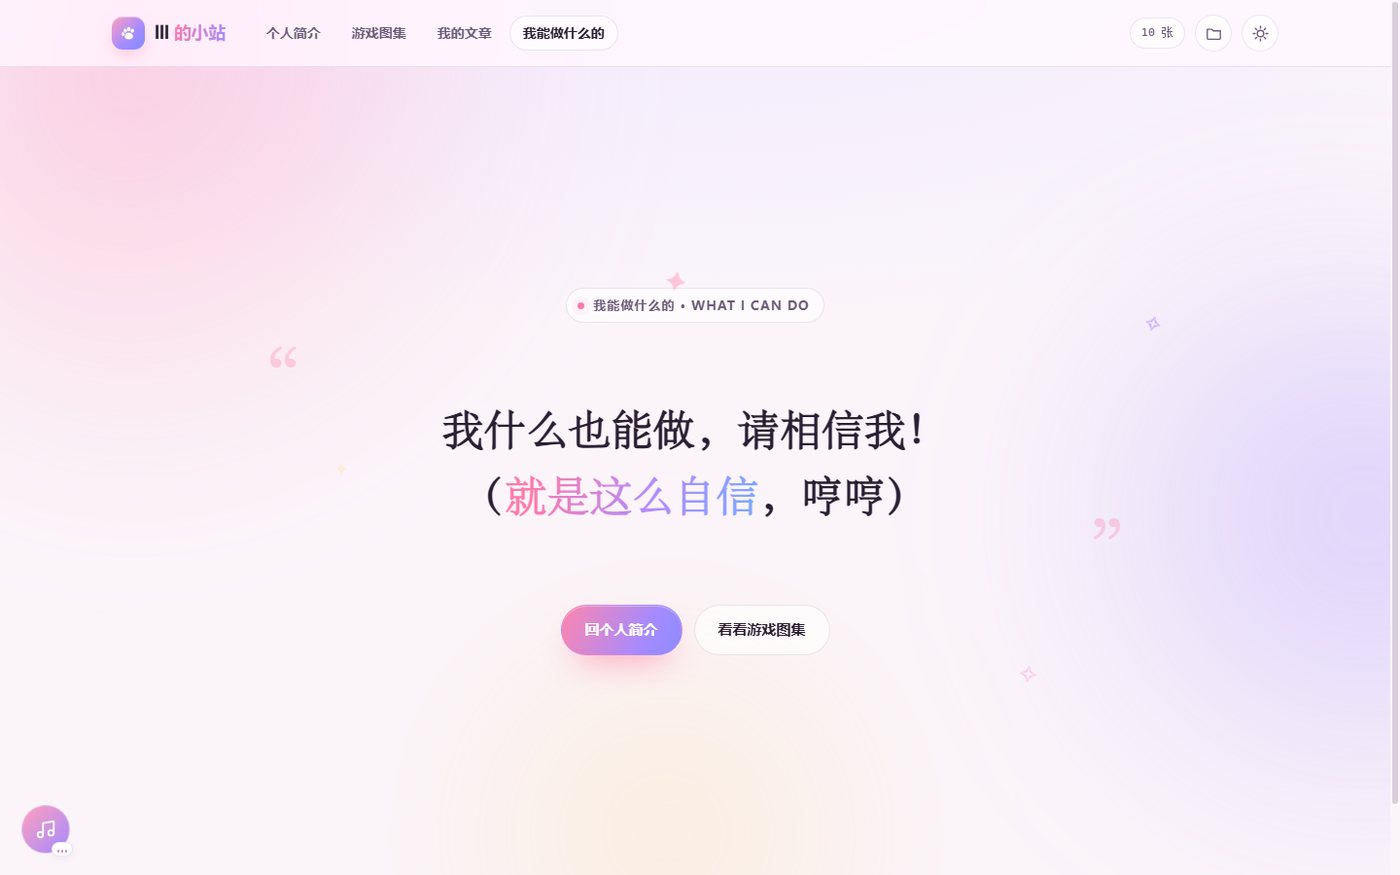 lll 的小站
个人简介
游戏图集
我的文章
我能做什么的
10 张
我能做什么的 • WHAT I CAN DO
“
我什么也能做，请相信我！
（就是这么自信，哼哼）
”
回个人简介
看看游戏图集